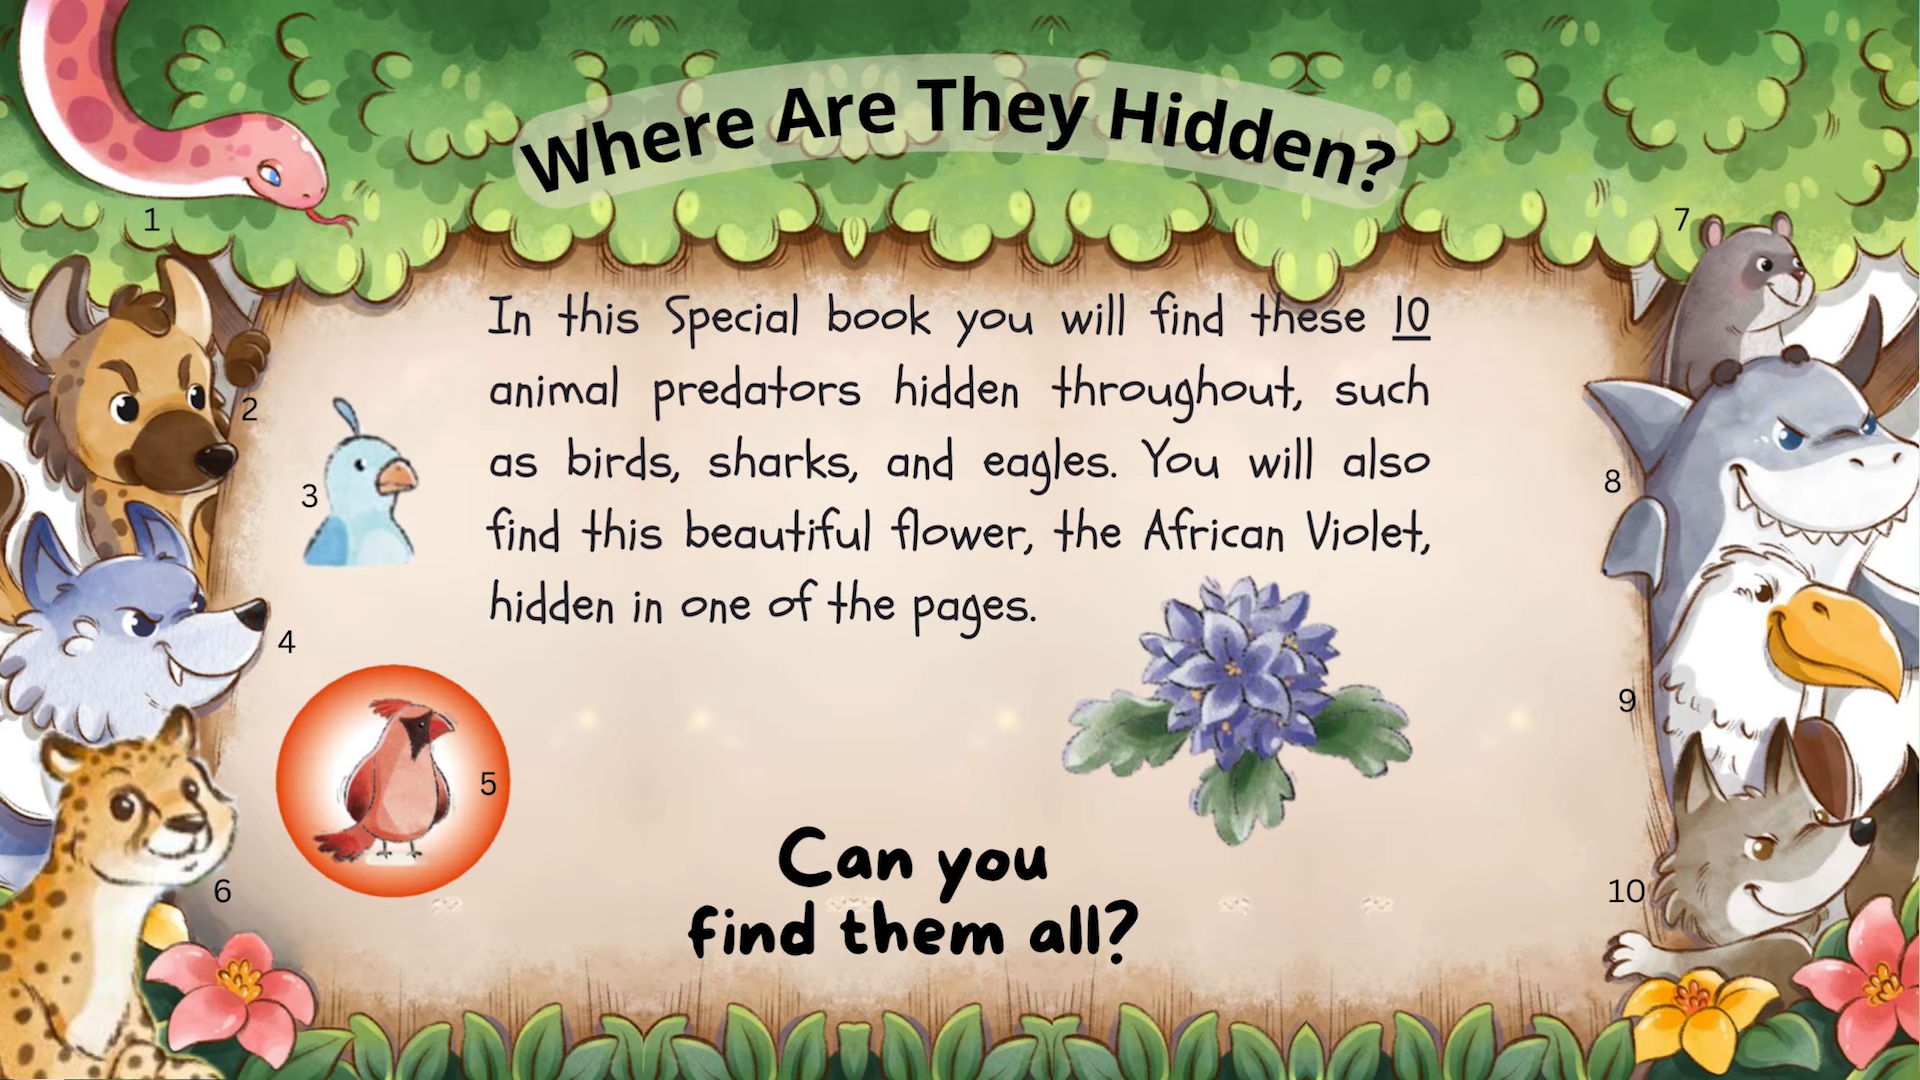 Where Are They Hidden?
1
7
In this Special book you will find these 10
animal predators hidden throughout, such
2
as birds, sharks, and eagles. You will also
3
8
find this beautiful flower, the African Violet,
hidden in one of the pages.
4
9
5
Can you
6
10
find them all?